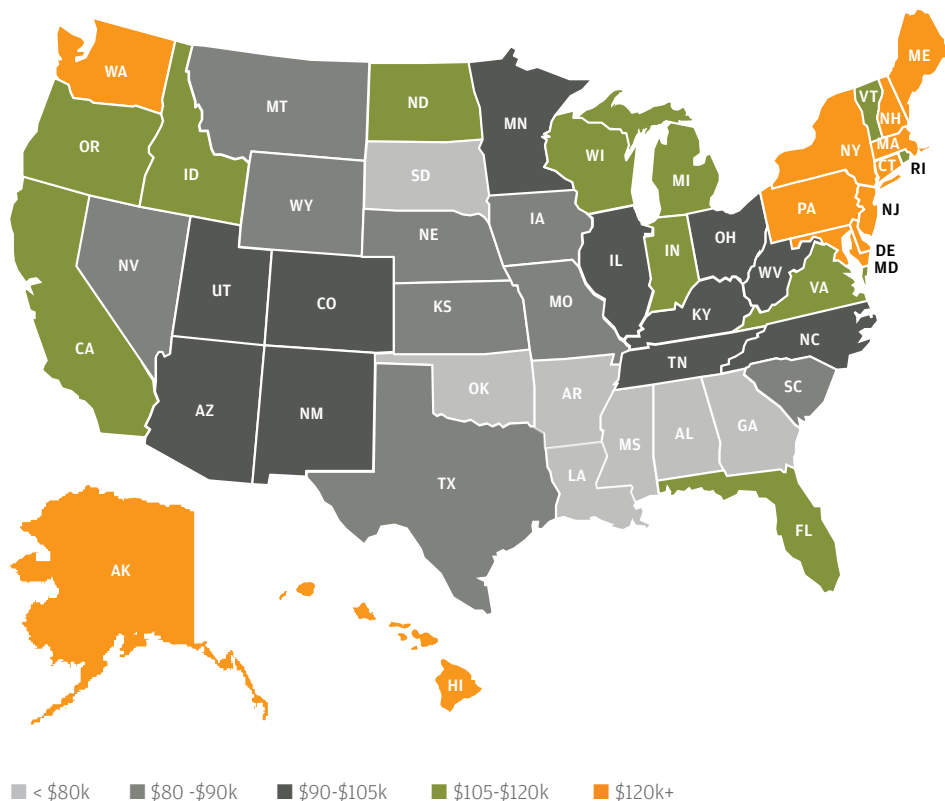 WA
ME
MT
ND
VT
MN
NH
OR
MA
NY
WI
CT
RI
ID
SD
MI
WY
PA
NJ
IA
NE
OH
IN
DE
NV
IL
MD
WV
UT
VA
CO
MO
KS
KY
NC
CA
TN
SC
OK
AR
AZ
NM
GA
AL
MS
LA
TX
FL
AK
HI
< $80k
$80 -$90k
$90-$105k
$105-$120k
$120k+